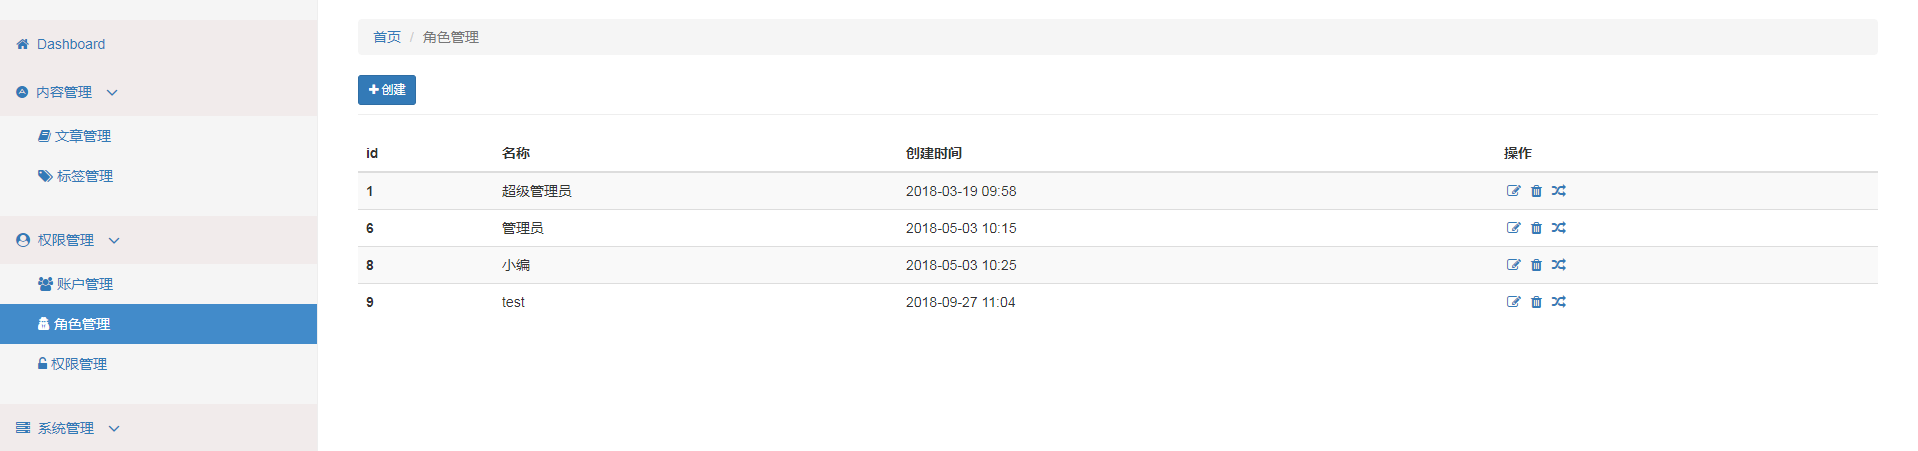 Dashboard
内容管理
文章管理
标签管理
权限管理
账户管理
角色管理
权限管理
系统管理
首页 / 角色管理
创建
id 名称 创建时间 操作
1 超级管理员 2018-03-19 09:58
6 管理员 2018-05-03 10:15
8 小编 2018-05-03 10:25
9 test 2018-09-27 11:04